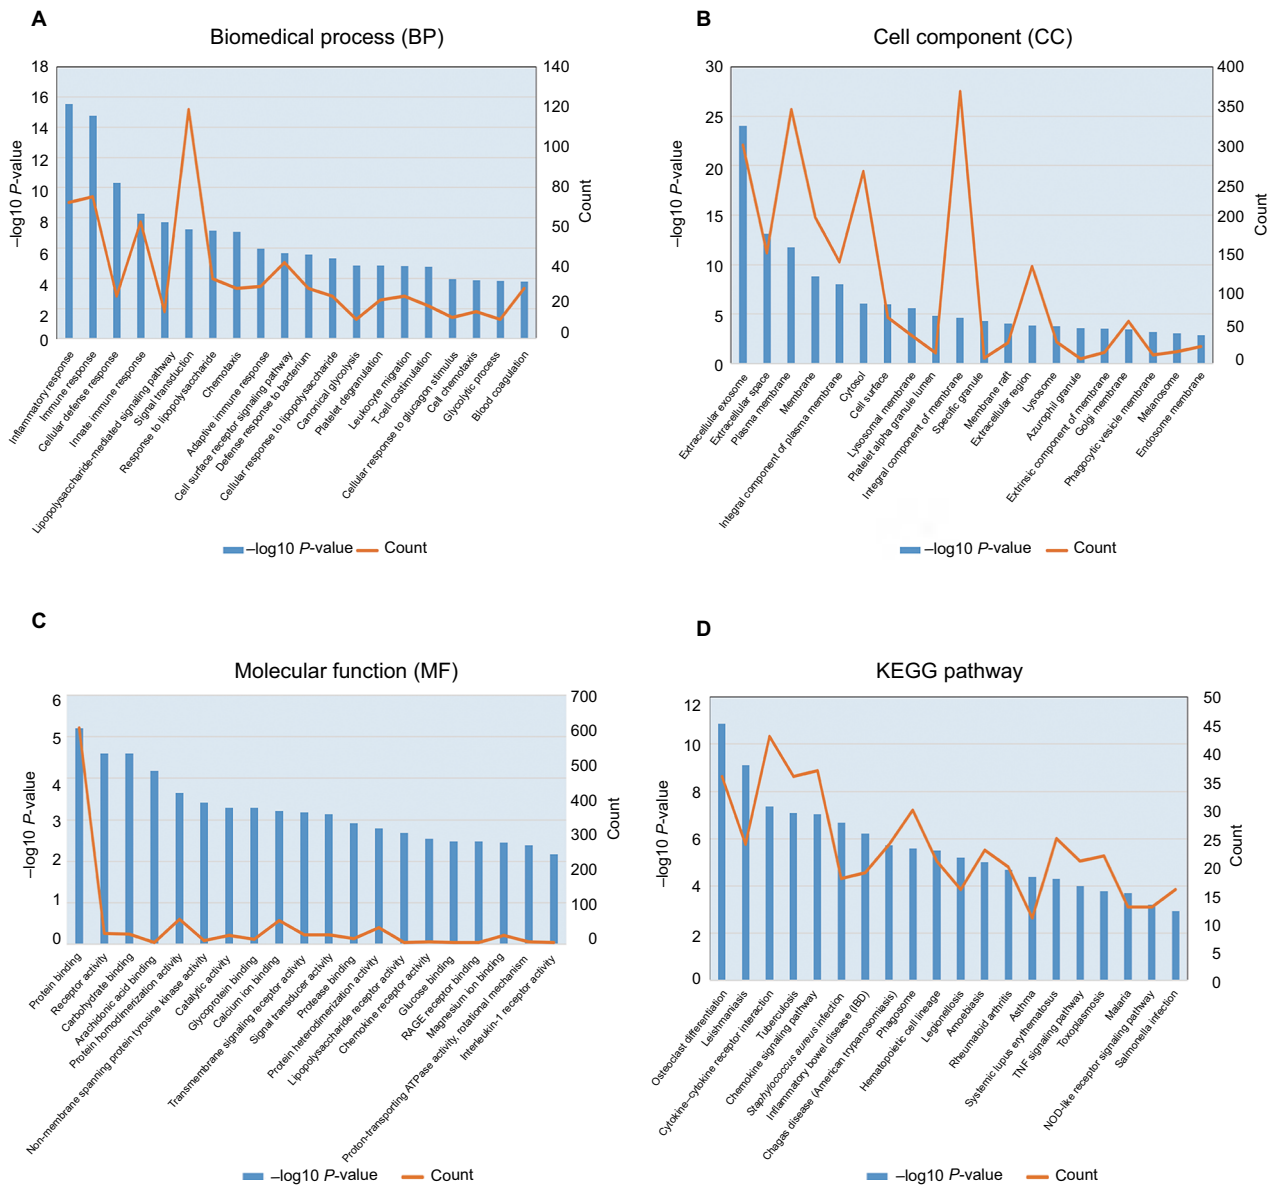 A
Biomedical process (BP)
–log10 P-value
18
16
14
12
10
8
6
4
2
0
140
120
100
80
50
40
20
0
Count
Inflammatory response
Immune response
Cellular defense response
Innate immune response
Lipopolysaccharide-mediated signaling pathway
Signal transduction
Response to lipopolysaccharide
Chemotaxis
Adaptive immune response
Cell surface receptor signaling pathway
Defense response to bacterium
Cellular response to lipopolysaccharide
Canonical glycolysis
Platelet degranulation
Leukocyte migration
T-cell costimulation
Cellular response to glucagon stimulus
Cell chemotaxis
Glycolytic process
Blood coagulation
–log10 P-value
Count
B
Cell component (CC)
–log10 P-value
30
25
20
15
10
5
0
400
350
300
250
200
150
100
50
0
Count
Extracellular exosome
Extracellular space
Plasma membrane
Membrane
Integral component of plasma membrane
Cytosol
Cell surface
Lysosomal membrane
Platelet alpha granule lumen
Integral component of membrane
Specific granule
Membrane raft
Extracellular region
Lysosome
Azurophil granule
Extrinsic component of membrane
Golgi membrane
Phagocytic vesicle membrane
Melanosome
Endosome membrane
–log10 P-value
Count
C
Molecular function (MF)
–log10 P-value
6
5
4
3
2
1
0
700
600
500
400
300
200
100
0
Count
Protein binding
Receptor activity
Carbohydrate binding
Arachidonic acid binding
Protein homodimerization activity
Non-membrane spanning protein tyrosine kinase activity
Catalytic activity
Glycoprotein binding
Calcium ion binding
Transmembrane signaling receptor activity
Signal transducer activity
Protease binding
Protein heterodimerization activity
Lipopolysaccharide receptor activity
Chemokine receptor activity
Glucose binding
RAGE receptor binding
Magnesium ion binding
Proton-transporting ATPase activity, rotational mechanism
Interleukin-1 receptor activity
–log10 P-value
Count
D
KEGG pathway
–log10 P-value
12
10
8
6
4
2
0
50
45
40
35
30
25
20
15
10
5
0
Count
Osteoclast differentiation
Leishmaniasis
Cytokine–cytokine receptor interaction
Tuberculosis
Chemokine signaling pathway
Staphylococcus aureus infection
Inflammatory bowel disease (IBD)
Chagas disease (American trypanosomiasis)
Phagosome
Hematopoietic cell lineage
Legionellosis
Amoebiasis
Rheumatoid arthritis
Asthma
Systemic lupus erythematosus
TNF signaling pathway
Toxoplasmosis
Malaria
NOD-like receptor signaling pathway
Salmonella infection
–log10 P-value
Count